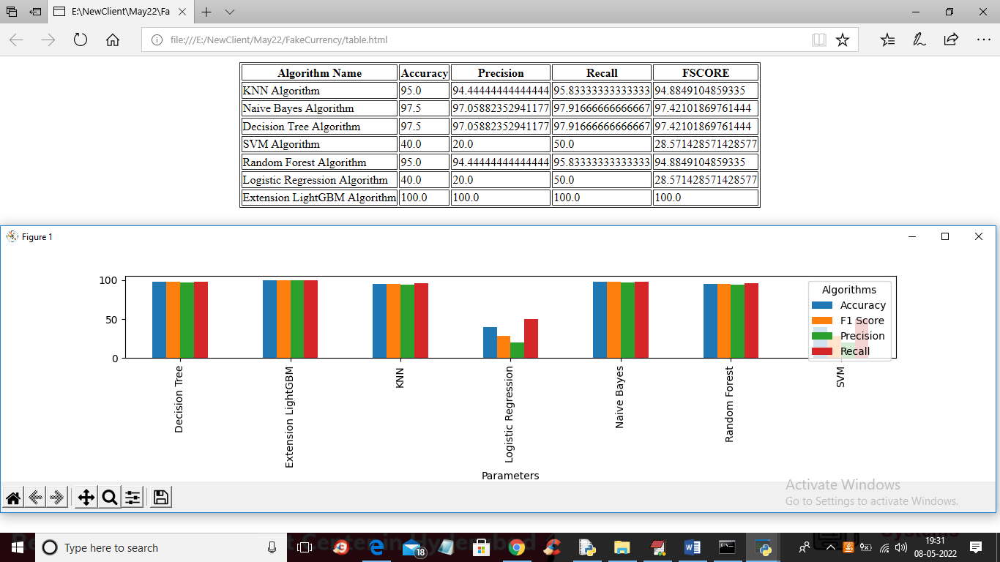 E:\NewClient\May22\Fa
file:///E:/NewClient/May22/FakeCurrency/table.html
Algorithm Name Accuracy Precision Recall FSCORE
KNN Algorithm 95.0 94.44444444444444 95.83333333333333 94.8849104859335
Naive Bayes Algorithm 97.5 97.05882352941177 97.91666666666667 97.42101869761444
Decision Tree Algorithm 97.5 97.05882352941177 97.91666666666667 97.42101869761444
SVM Algorithm 40.0 20.0 50.0 28.571428571428577
Random Forest Algorithm 95.0 94.44444444444444 95.83333333333333 94.8849104859335
Logistic Regression Algorithm 40.0 20.0 50.0 28.571428571428577
Extension LightGBM Algorithm 100.0 100.0 100.0 100.0
Figure 1
100
50
0
Algorithms
Accuracy
F1 Score
Precision
Recall
Decision Tree
Extension LightGBM
KNN
Logistic Regression
Naive Bayes
Random Forest
SVM
Parameters
Activate Windows
Go to Settings to activate Windows.
Type here to search
18
19:31
08-05-2022